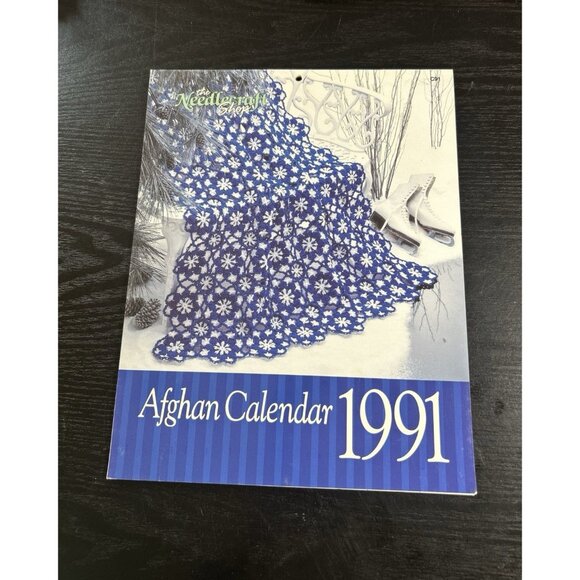 the
Needlecraft
Shop
C91
Afghan Calendar 1991